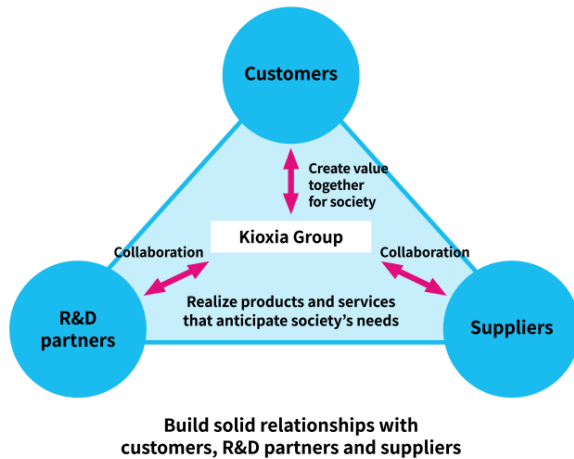 Customers
Create value
together
for society
Kioxia Group
Collaboration
Collaboration
R&D
partners
Realize products and services
that anticipate society's needs
Suppliers
Build solid relationships with
customers, R&D partners and suppliers